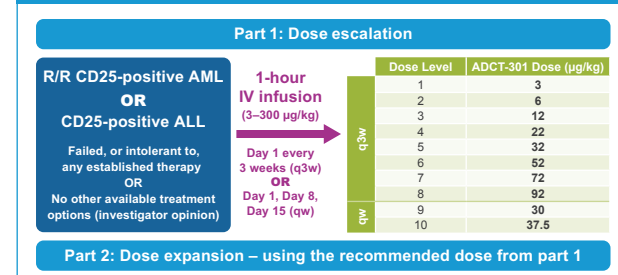 Part 1: Dose escalation
R/R CD25-positive AML
OR
CD25-positive ALL
Failed, or intolerant to,
any established therapy
OR
No other available treatment
options (investigator opinion)
1-hour
IV infusion
(3–300 µg/kg)
Day 1 every
3 weeks (q3w)
OR
Day 1, Day 8,
Day 15 (qw)
Dose Level ADCT-301 Dose (µg/kg)
q3w
1 3
2 6
3 12
4 22
5 32
6 52
7 72
8 92
qw
9 30
10 37.5
Part 2: Dose expansion – using the recommended dose from part 1